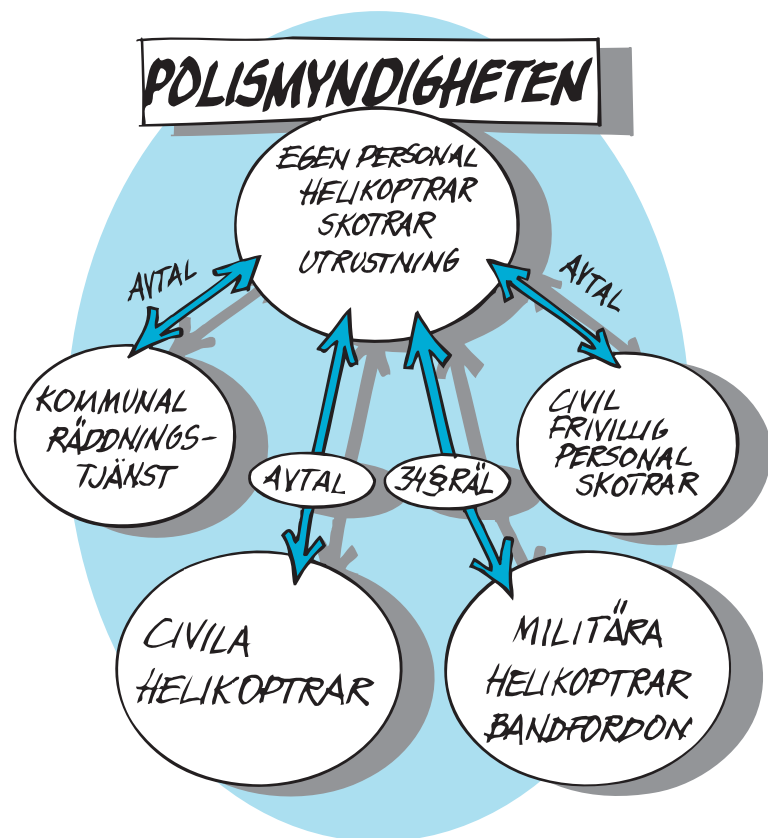 POLISMYNDIGHETEN
EGEN PERSONAL
HELIKOPTRAR
SKOTRAR
UTRUSTNING
AVTAL
AVTAL
KOMMUNAL
RÄDDNINGS-
TJÄNST
CIVIL
FRIVILLIG
PERSONAL
SKOTRAR
AVTAL
34§RÄL
CIVILA
HELIKOPTRAR
MILITÄRA
HELIKOPTRAR
BANDFORDON